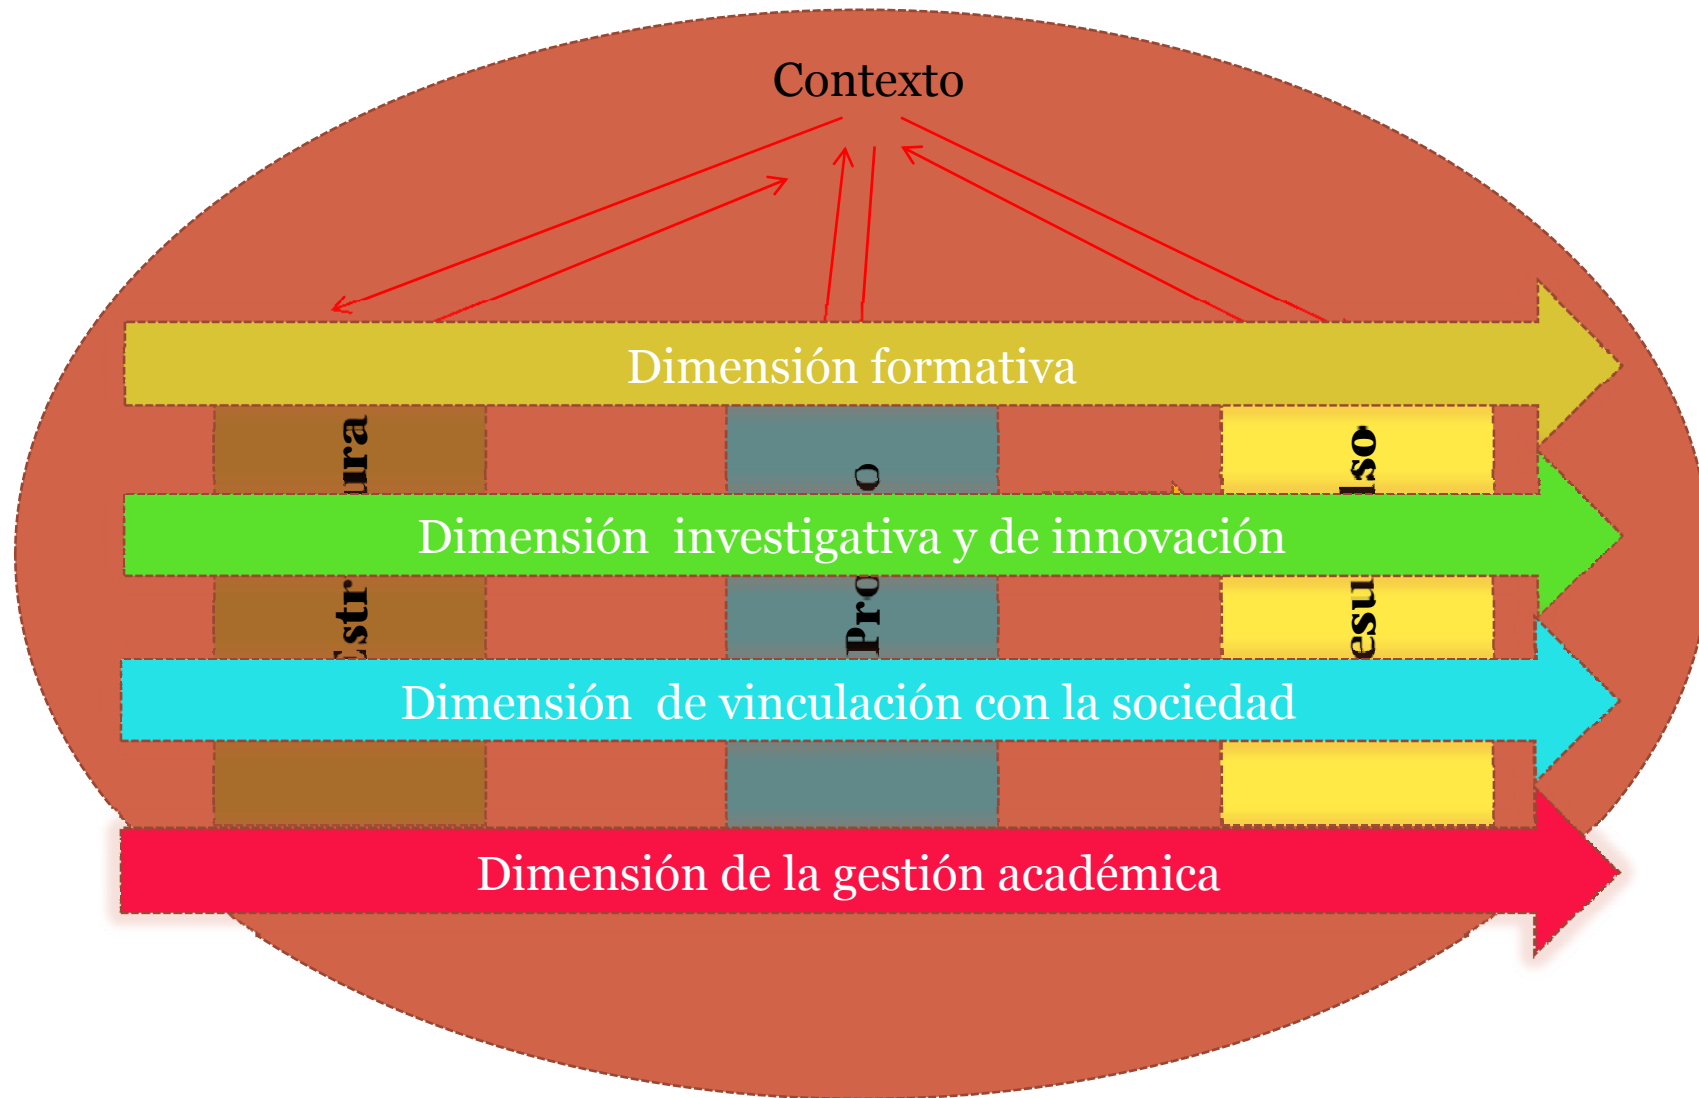 Contexto
Dimensión formativa
Dimensión investigativa y de innovación
Dimensión de vinculación con la sociedad
Dimensión de la gestión académica